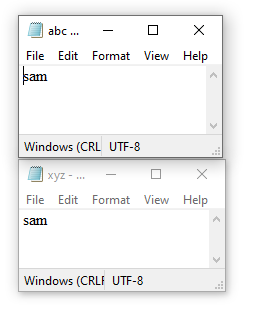 abc ...
File Edit Format View Help
sam
Windows (CRL UTF-8
xyz - ...
File Edit Format View Help
sam
Windows (CRLF UTF-8